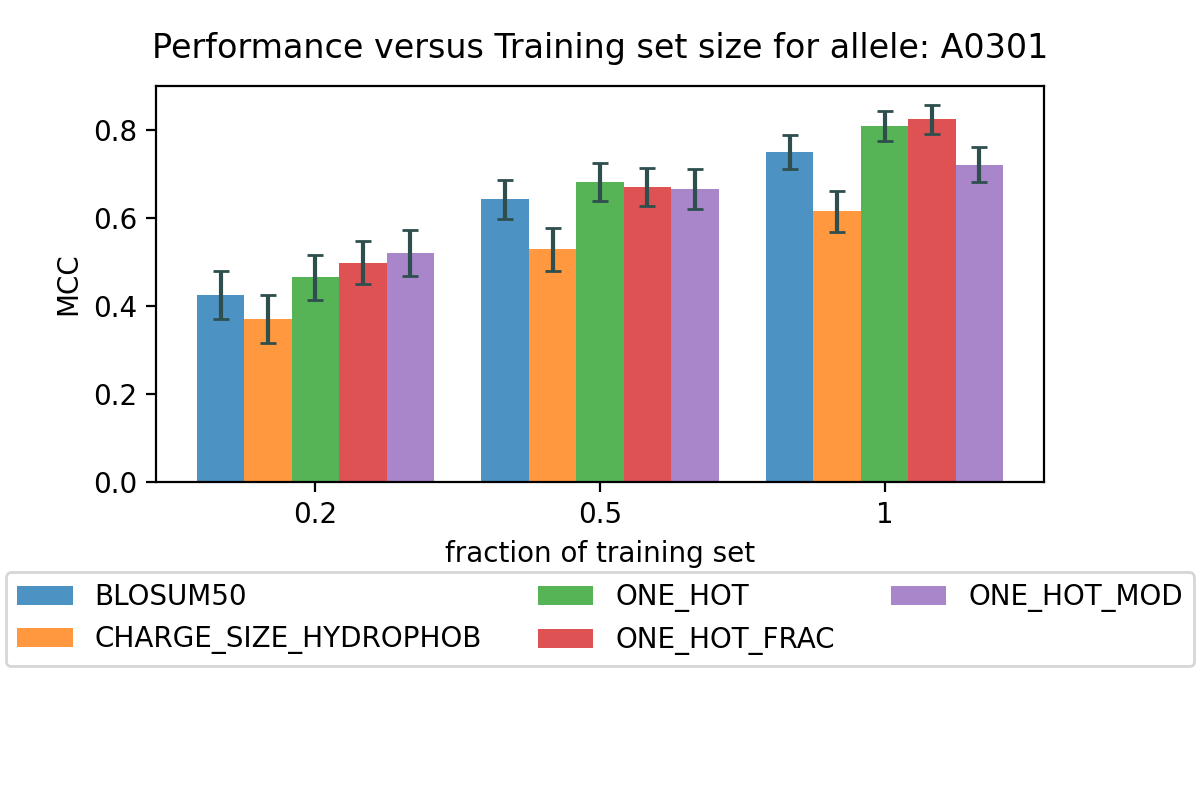 Performance versus Training set size for allele: A0301
MCC
0.8
0.6
0.4
0.2
0.0
0.2 0.5 1
fraction of training set
BLOSUM50 ONE_HOT ONE_HOT_MOD
CHARGE_SIZE_HYDROPHOB ONE_HOT_FRAC